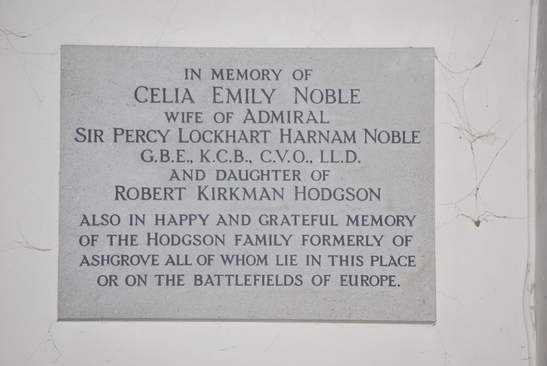 IN MEMORY OF
CELIA EMILY NOBLE
WIFE OF ADMIRAL
SIR PERCY LOCKHART HARNAM NOBLE
G.B.E., K.C.B., C.V.O., LL.D.
AND DAUGHTER OF
ROBERT KIRKMAN HODGSON
ALSO IN HAPPY AND GRATEFUL MEMORY
OF THE HODGSON FAMILY FORMERLY OF
ASHGROVE ALL OF WHOM LIE IN THIS PLACE
OR ON THE BATTLEFIELDS OF EUROPE.